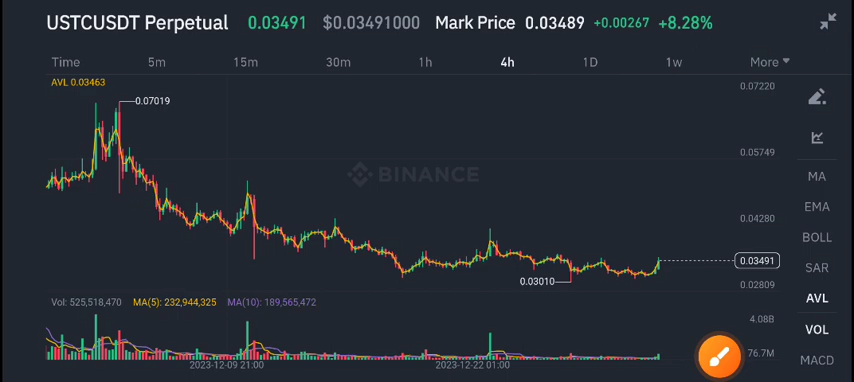 USTCUSDT Perpetual 0.03491 $0.03491000 Mark Price 0.03489 +0.00267 +8.28%
Time 5m 15m 30m 1h 4h 1D 1w More
AVL 0.03463
0.07220
0.07019
0.05749
BINANCE
MA
EMA
0.04280
BOLL
0.03491
SAR
0.03010
0.02809
AVL
Vol: 525,518,470 MA(5): 232,944,325 MA(10): 189,565,472
4.08B
VOL
76.7M
MACD
2023-12-09 21:00 2023-12-22 01:00